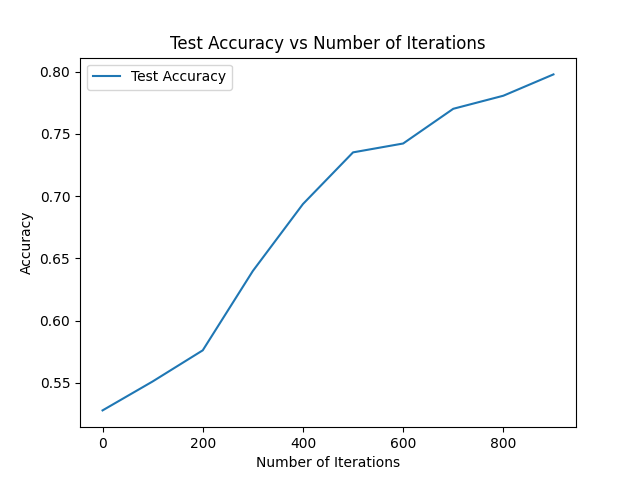 Test Accuracy vs Number of Iterations
Test Accuracy
0.80
0.75
0.70
0.65
0.60
0.55
Accuracy
0 200 400 600 800
Number of Iterations